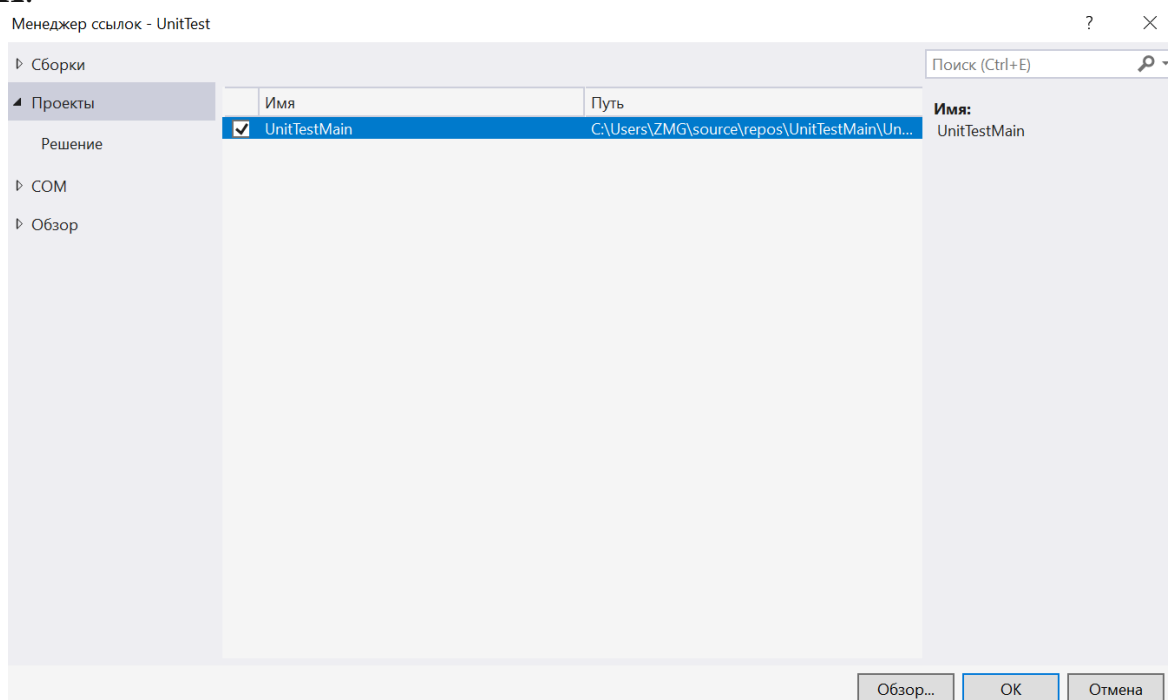 Менеджер ссылок - UnitTest
? ×
Сборки
Поиск (Ctrl+E)
Проекты
Имя Путь
Имя:
UnitTestMain C:\Users\ZMG\source\repos\UnitTestMain\Un...
UnitTestMain
Решение
COM
Обзор
Обзор... OK Отмена